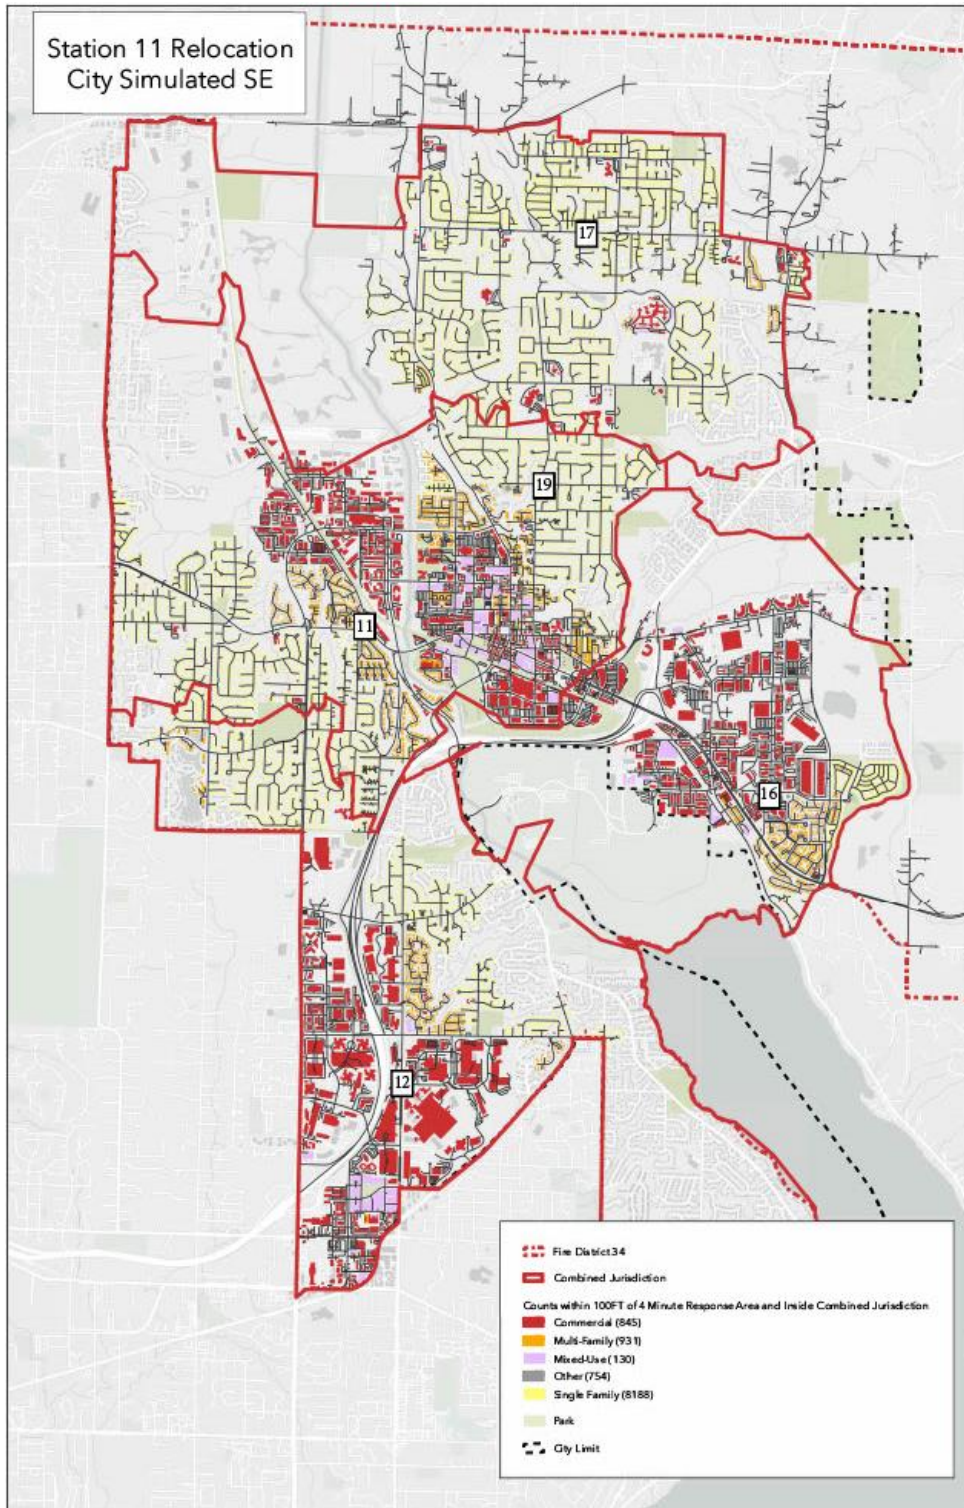 Station 11 Relocation
City Simulated SE
17
19
11
16
12
Fire District 34
Combined Jurisdiction
Counts within 100FT of 4 Minute Response Area and Inside Combined Jurisdiction
Commercial (845)
Multi-Family (931)
Mixed-Use (130)
Other (754)
Single Family (8188)
Park
City Limit